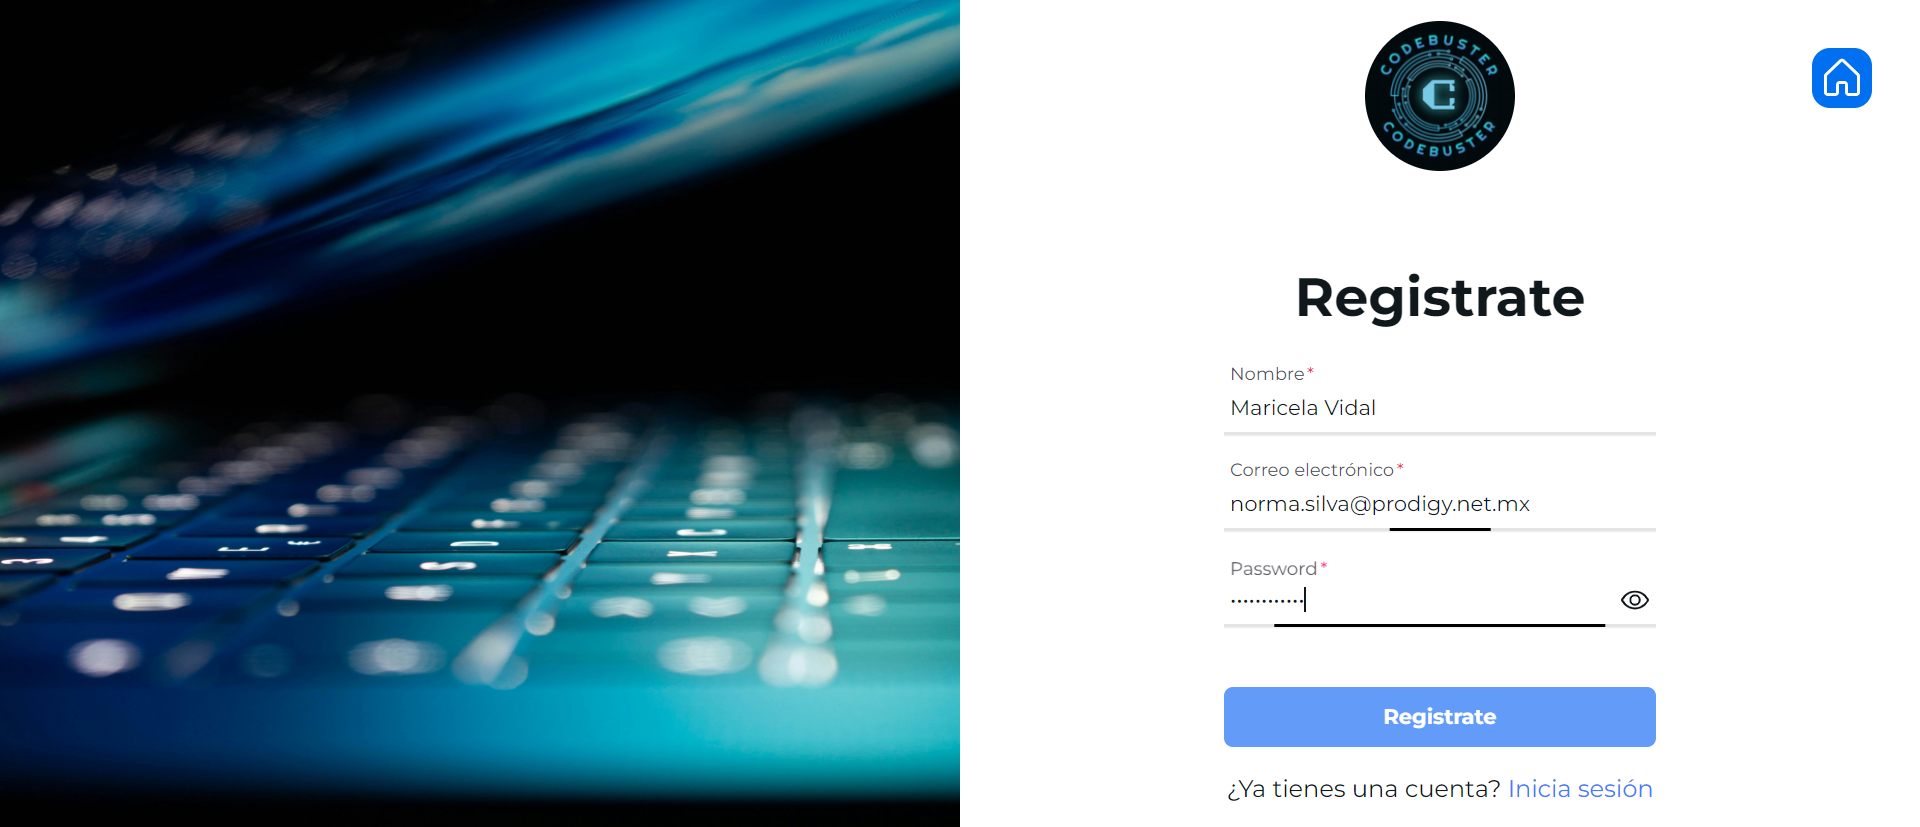 CODEBUSTER
C
CODEBUSTER
Registrate
Nombre*
Maricela Vidal
Correo electrónico*
norma.silva@prodigy.net.mx
Password*
••••••••••••
Registrate
¿Ya tienes una cuenta? Inicia sesión